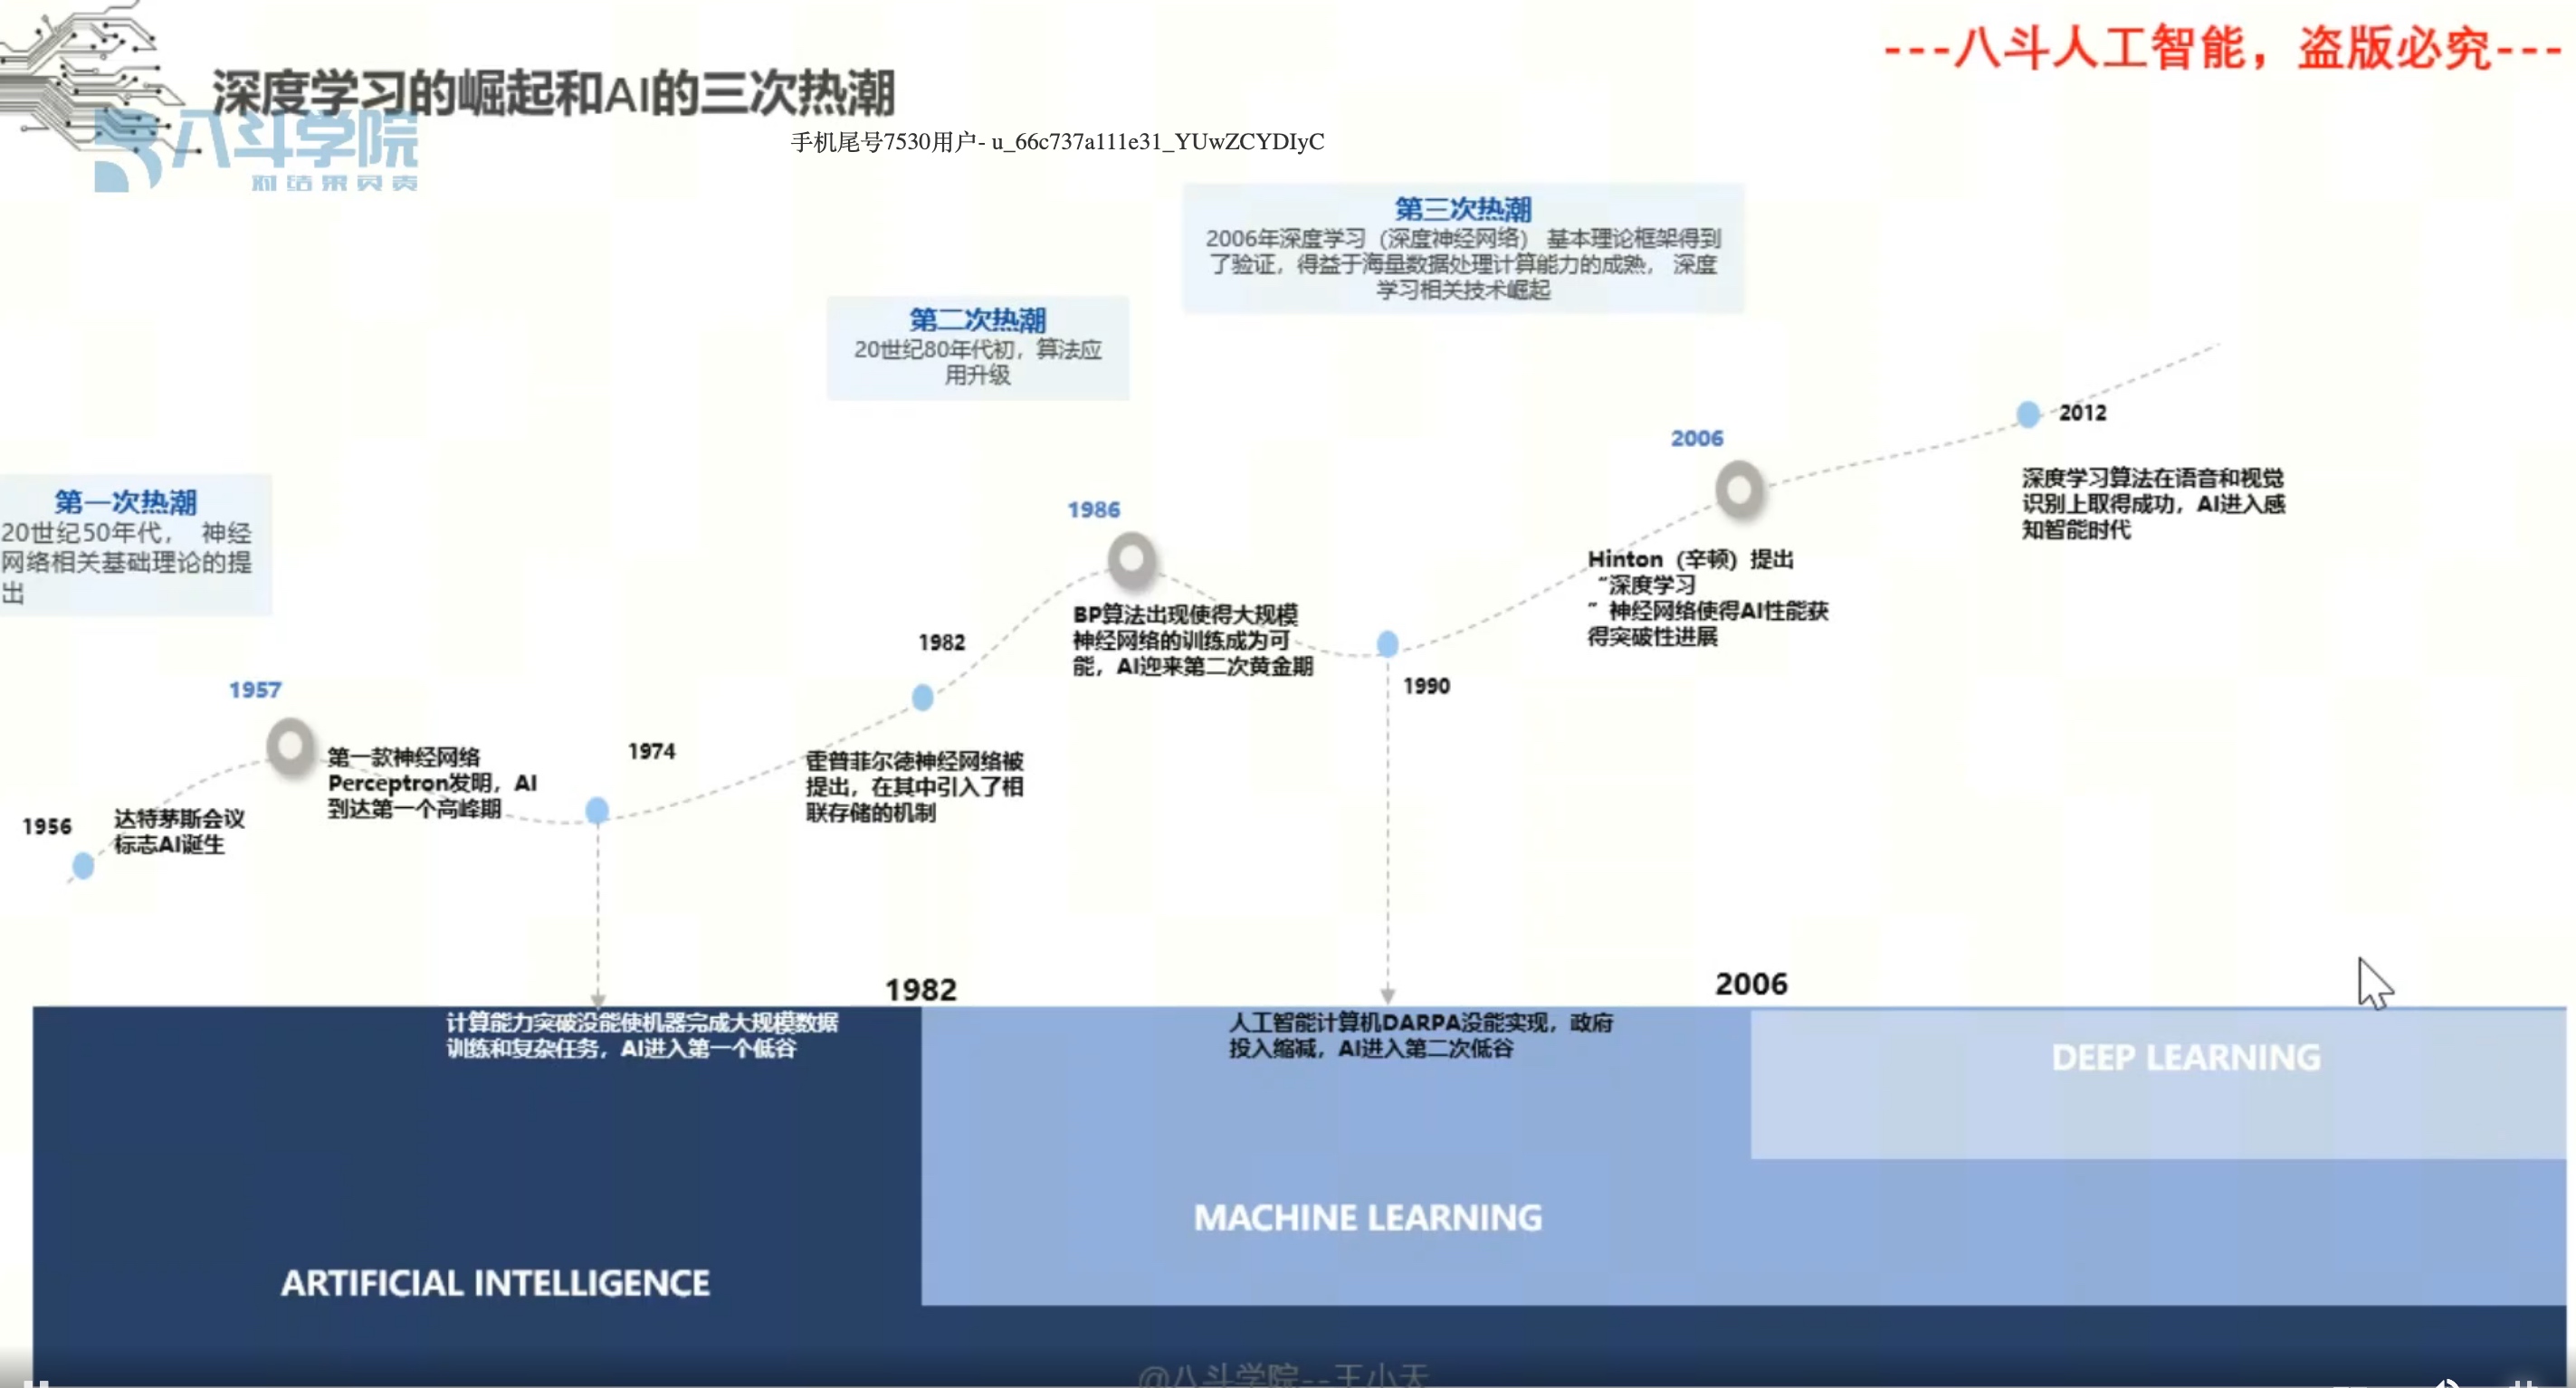 ---八斗人工智能，盗版必究---
深度学习的崛起和AI的三次热潮
八斗学院
对结果负责
手机尾号7530用户- u_66c737a111e31_YUwZCYDIyC
第三次热潮
2006年深度学习（深度神经网络） 基本理论框架得到
了验证，得益于海量数据处理计算能力的成熟， 深度
学习相关技术崛起
第二次热潮
20世纪80年代初，算法应
用升级
第一次热潮
20世纪50年代， 神经
网络相关基础理论的提
出
1956
达特茅斯会议
标志AI诞生
1957
第一款神经网络
Perceptron发明，AI
到达第一个高峰期
1974
1982
霍普菲尔德神经网络被
提出，在其中引入了相
联存储的机制
1986
BP算法出现使得大规模
神经网络的训练成为可
能，AI迎来第二次黄金期
1990
2006
Hinton（辛顿）提出
“深度学习
”神经网络使得AI性能获
得突破性进展
2012
深度学习算法在语音和视觉
识别上取得成功，AI进入感
知智能时代
1982
2006
计算能力突破没能使机器完成大规模数据
训练和复杂任务，AI进入第一个低谷
人工智能计算机DARPA没能实现，政府
投入缩减，AI进入第二次低谷
DEEP LEARNING
MACHINE LEARNING
ARTIFICIAL INTELLIGENCE
@八斗学院--王小天